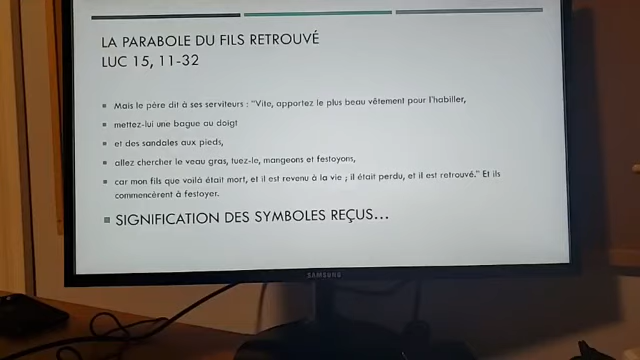 LA PARABOLE DU FILS RETROUVÉ
LUC 15, 11-32
Mais le père dit à ses serviteurs : "Vite, apportez le plus beau vêtement pour l'habiller,
mettez-lui une bague au doigt
et des sandales aux pieds,
allez chercher le veau gras, tuez-le, mangeons et festoyons,
car mon fils que voilà était mort, et il est revenu à la vie ; il était perdu, et il est retrouvé." Et ils
commencèrent à festoyer.
SIGNIFICATION DES SYMBOLES REÇUS...
SAMSUNG